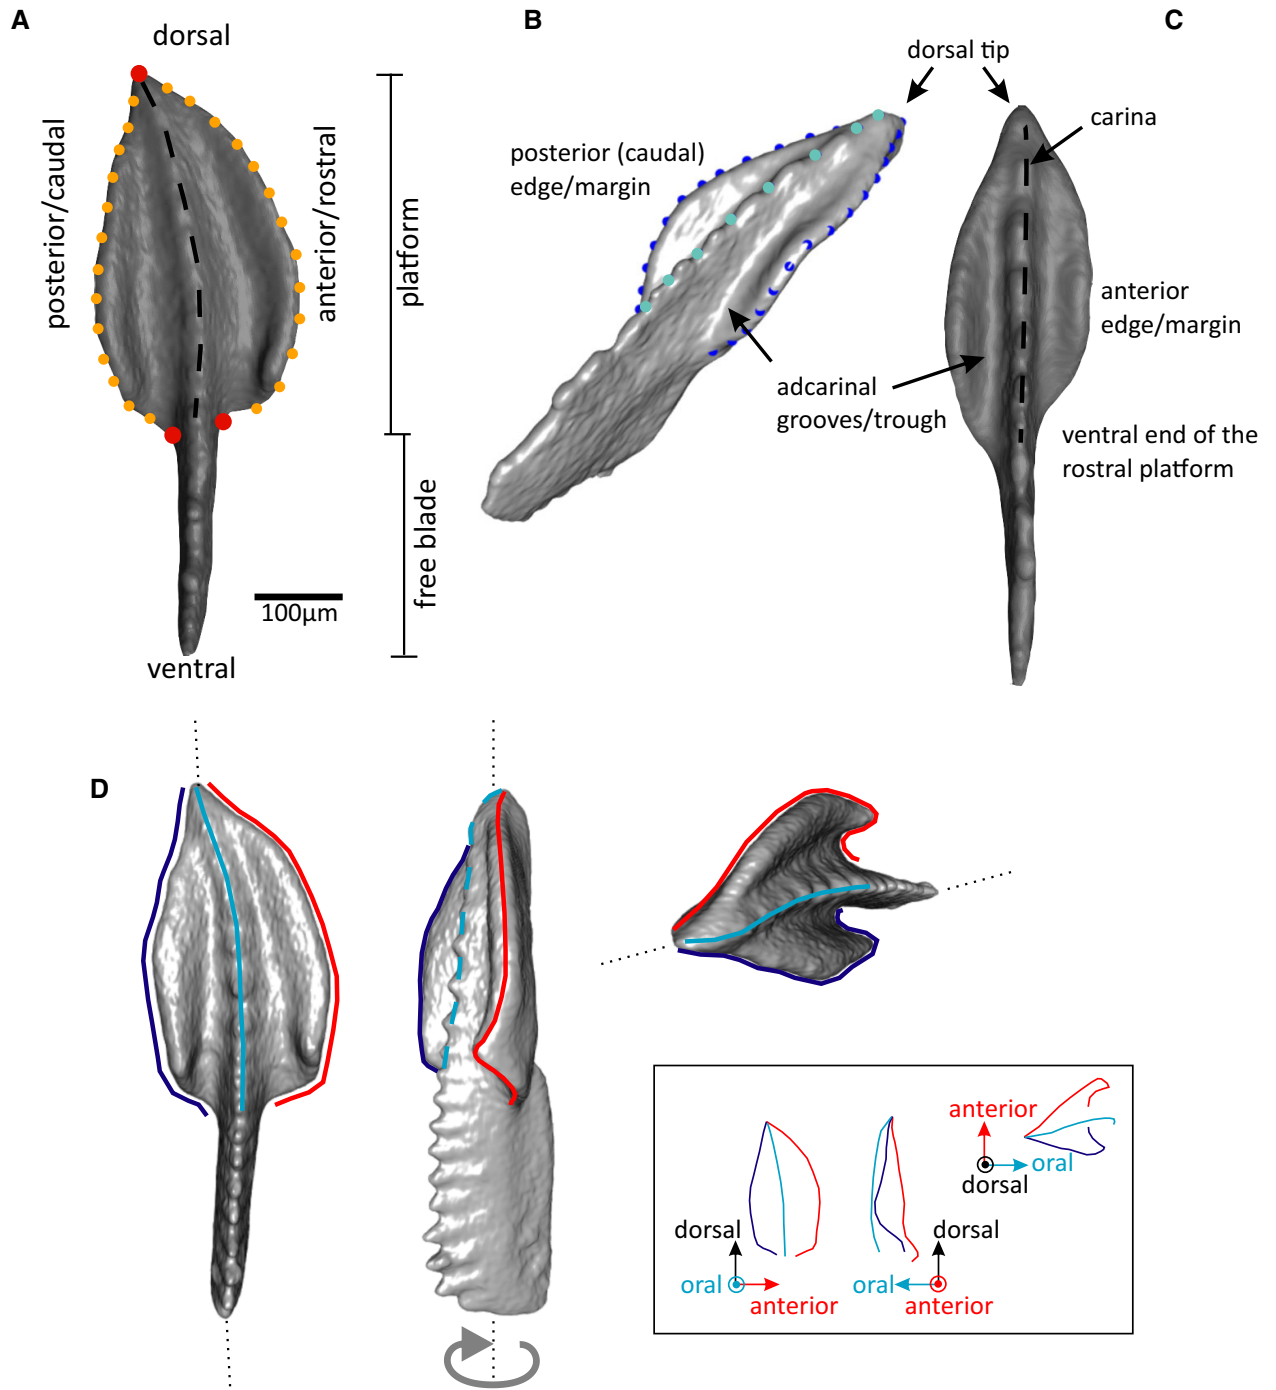 A
dorsal
posterior/caudal
anterior/rostral
platform
free blade
100µm
ventral
B
dorsal tip
posterior (caudal)
edge/margin
adcarinal
grooves/trough
C
carina
anterior
edge/margin
ventral end of the
rostral platform
D
dorsal
oral
anterior
dorsal
oral
anterior
anterior
oral
dorsal